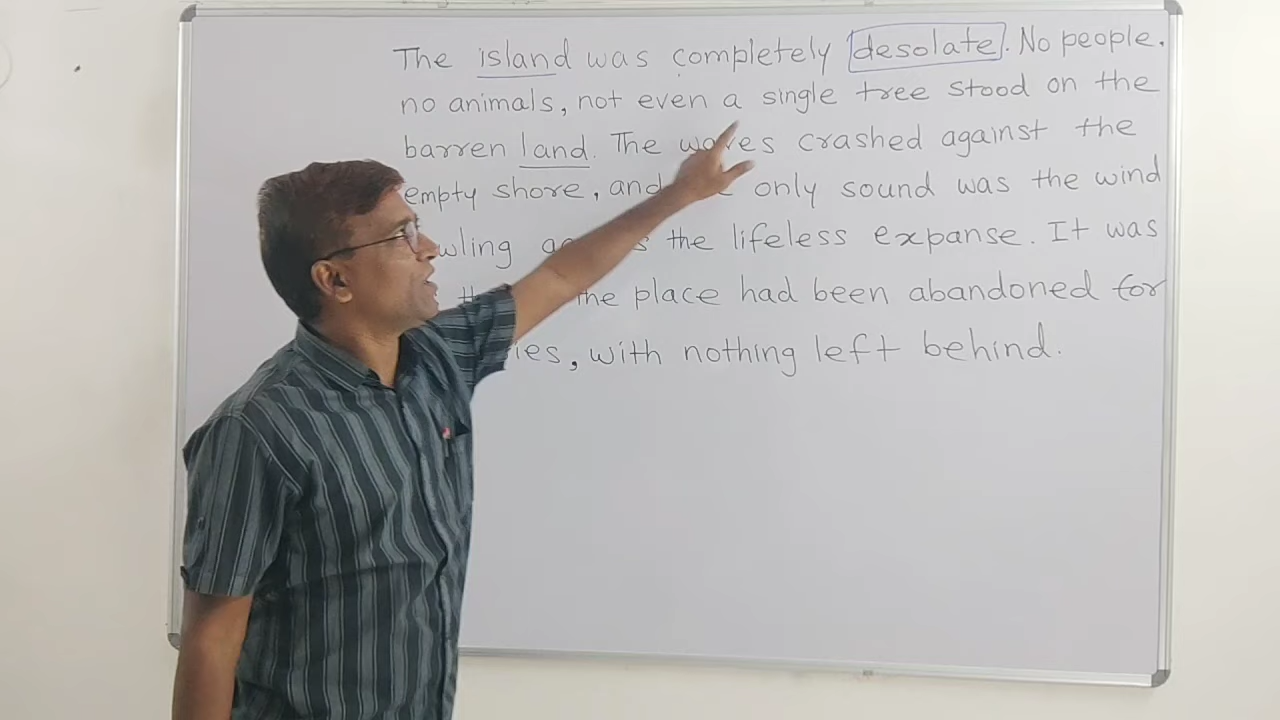 The island was completely desolate. No people,
no animals, not even a single tree stood on the
barren land. The waves crashed against the
empty shore, and only sound was the wind
the lifeless expanse. It was
the place had been abandoned for
with nothing left behind.